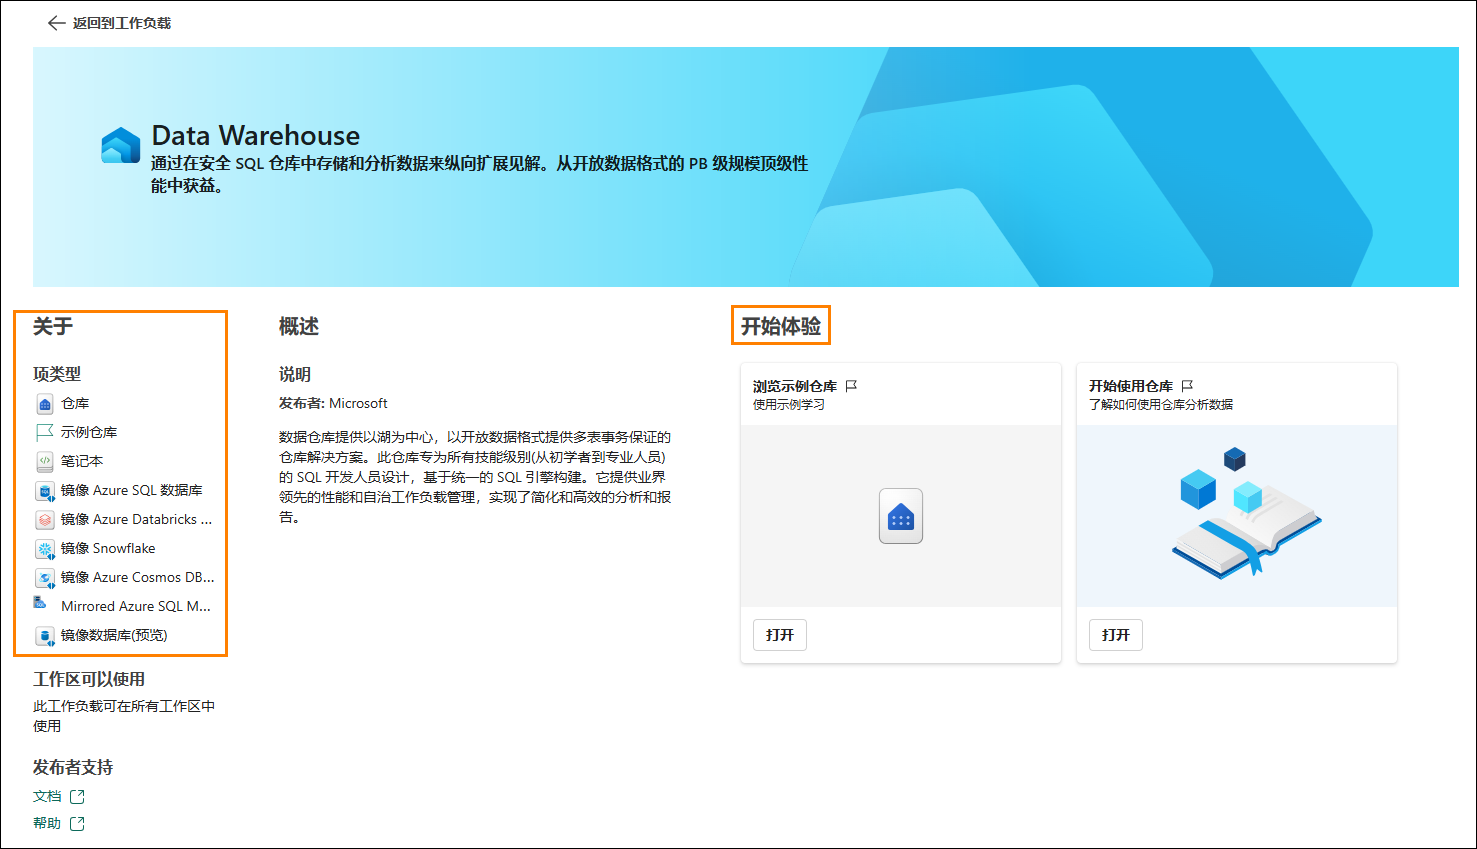 返回到工作负载
Data Warehouse
通过在安全 SQL 仓库中存储和分析数据来纵向扩展见解。从开放数据格式的 PB 级规模顶级性
能中获益。
关于
项类型
仓库
示例仓库
笔记本
镜像 Azure SQL 数据库
镜像 Azure Databricks ...
镜像 Snowflake
镜像 Azure Cosmos DB...
Mirrored Azure SQL M...
镜像数据库(预览)
工作区可以使用
此工作负载可在所有工作区中
使用
发布者支持
文档
帮助
概述
说明
发布者: Microsoft
数据仓库提供以湖为中心，以开放数据格式提供多表事务保证的
仓库解决方案。此仓库专为所有技能级别(从初学者到专业人员)
的 SQL 开发人员设计，基于统一的 SQL 引擎构建。它提供业界
领先的性能和自治工作负载管理，实现了简化和高效的分析和报
告。
开始体验
浏览示例仓库
使用示例学习
打开
开始使用仓库
了解如何使用仓库分析数据
打开